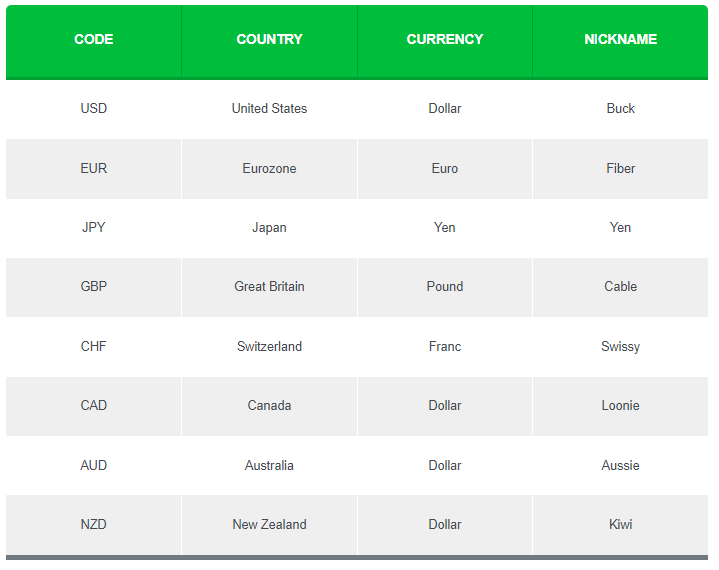 CODE COUNTRY CURRENCY NICKNAME
USD United States Dollar Buck
EUR Eurozone Euro Fiber
JPY Japan Yen Yen
GBP Great Britain Pound Cable
CHF Switzerland Franc Swissy
CAD Canada Dollar Loonie
AUD Australia Dollar Aussie
NZD New Zealand Dollar Kiwi